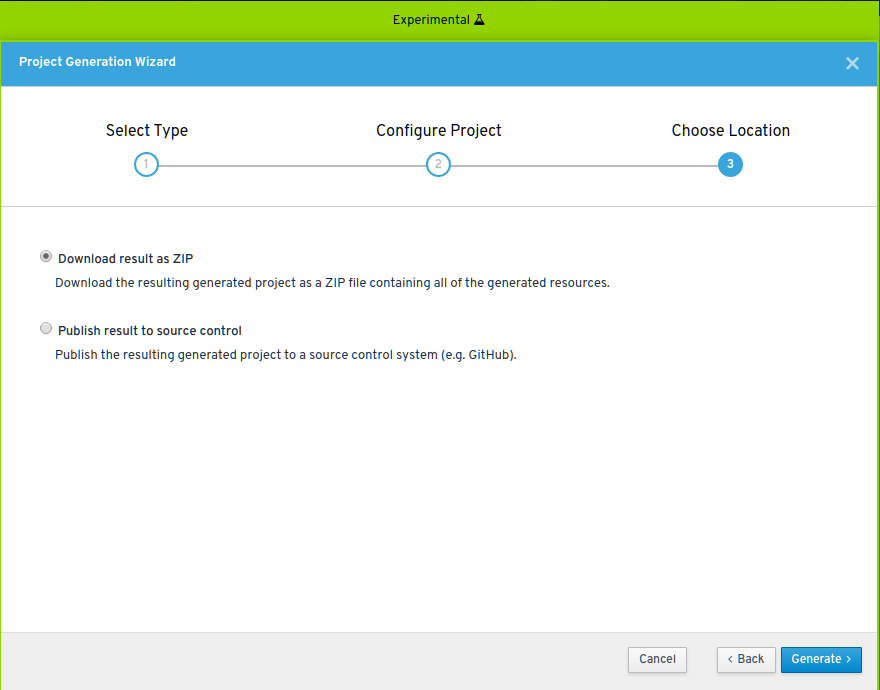 Experimental
Project Generation Wizard
Select Type
Configure Project
Choose Location
1
2
3
Download result as ZIP
Download the resulting generated project as a ZIP file containing all of the generated resources.
Publish result to source control
Publish the resulting generated project to a source control system (e.g. GitHub).
Cancel
< Back
Generate >